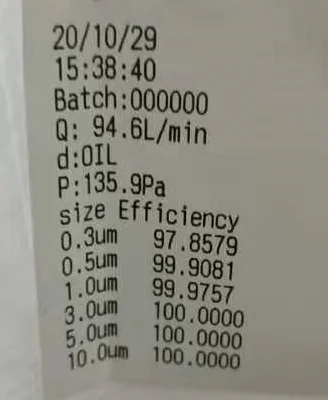 20/10/29
15:38:40
Batch:000000
Q: 94.6L/min
d:OIL
P:135.9Pa
size Efficiency
0.3um 97.8579
0.5um 99.9081
1.0um 99.9757
3.0um 100.0000
5.0um 100.0000
10.0um 100.0000